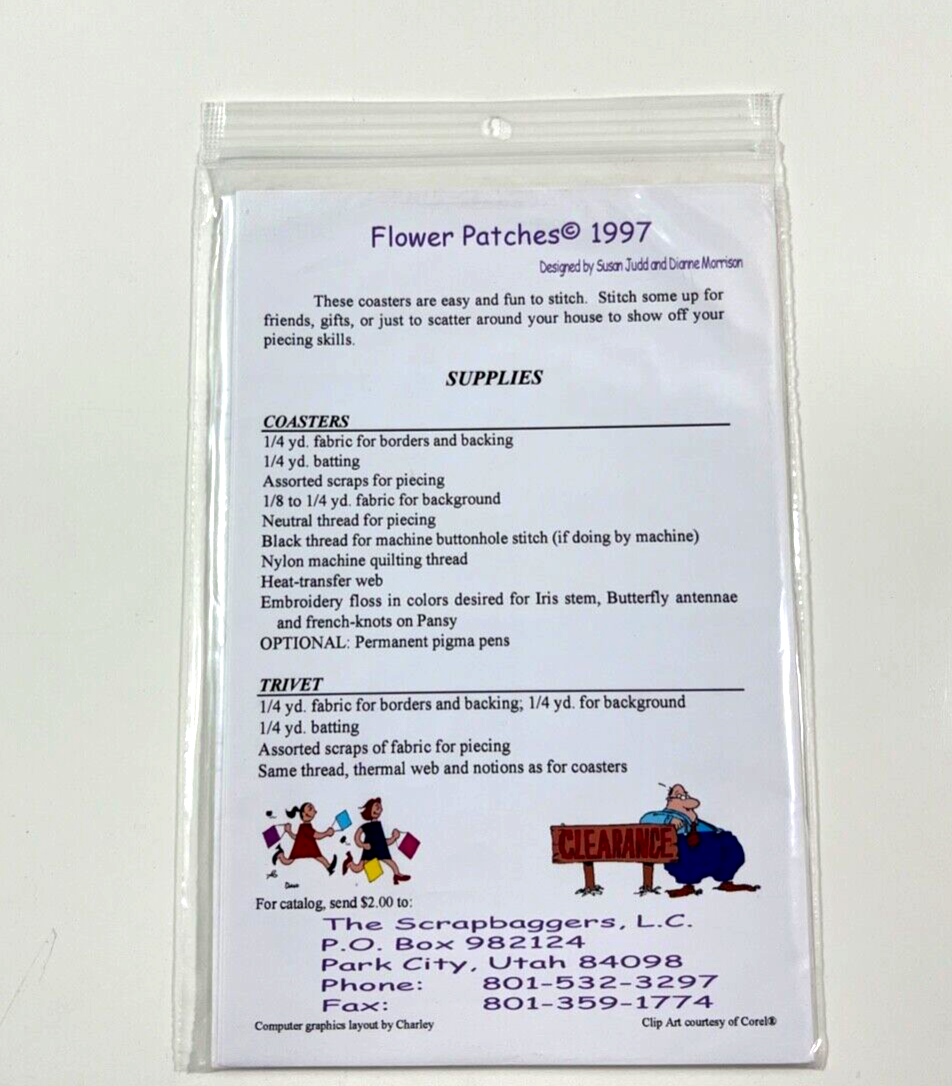 Flower Patches© 1997
Designed by Susan Judd and Dianne Morrison
These coasters are easy and fun to stitch. Stitch some up for
friends, gifts, or just to scatter around your house to show off your
piecing skills.
SUPPLIES
COASTERS
1/4 yd. fabric for borders and backing
1/4 yd. batting
Assorted scraps for piecing
1/8 to 1/4 yd. fabric for background
Neutral thread for piecing
Black thread for machine buttonhole stitch (if doing by machine)
Nylon machine quilting thread
Heat-transfer web
Embroidery floss in colors desired for Iris stem, Butterfly antennae
and french-knots on Pansy
OPTIONAL: Permanent pigma pens
TRIVET
1/4 yd. fabric for borders and backing; 1/4 yd. for background
1/4 yd. batting
Assorted scraps of fabric for piecing
Same thread, thermal web and notions as for coasters
CLEARANCE
For catalog, send $2.00 to:
The Scrapbaggers, L.C.
P.O. Box 982124
Park City, Utah 84098
Phone: 801-532-3297
Fax: 801-359-1774
Computer graphics layout by Charley
Clip Art courtesy of Corel®